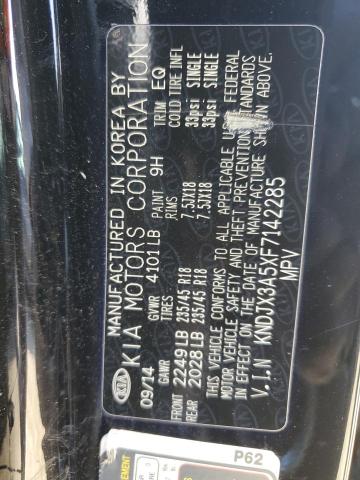 MANUFACTURED IN KOREA BY
KIA MOTORS CORPORATION
KIA
09/14 GVWR 4101LB PAINT 9H TRIM EQ
GAWR TIRES RIMS COLD TIRE INFL
FRONT 2249LB 235/45 R18 7.5JX18 33psi SINGLE
REAR 2028LB 235/45 R18 7.5JX18 33psi SINGLE
THIS VEHICLE CONFORMS TO ALL APPLICABLE FEDERAL
MOTOR VEHICLE SAFETY AND THEFT PREVENTION STANDARDS
IN EFFECT ON THE DATE OF MANUFACTURE SHOWN ABOVE.
V.I.N KNDJX3A5XF7142285
MPV
P62